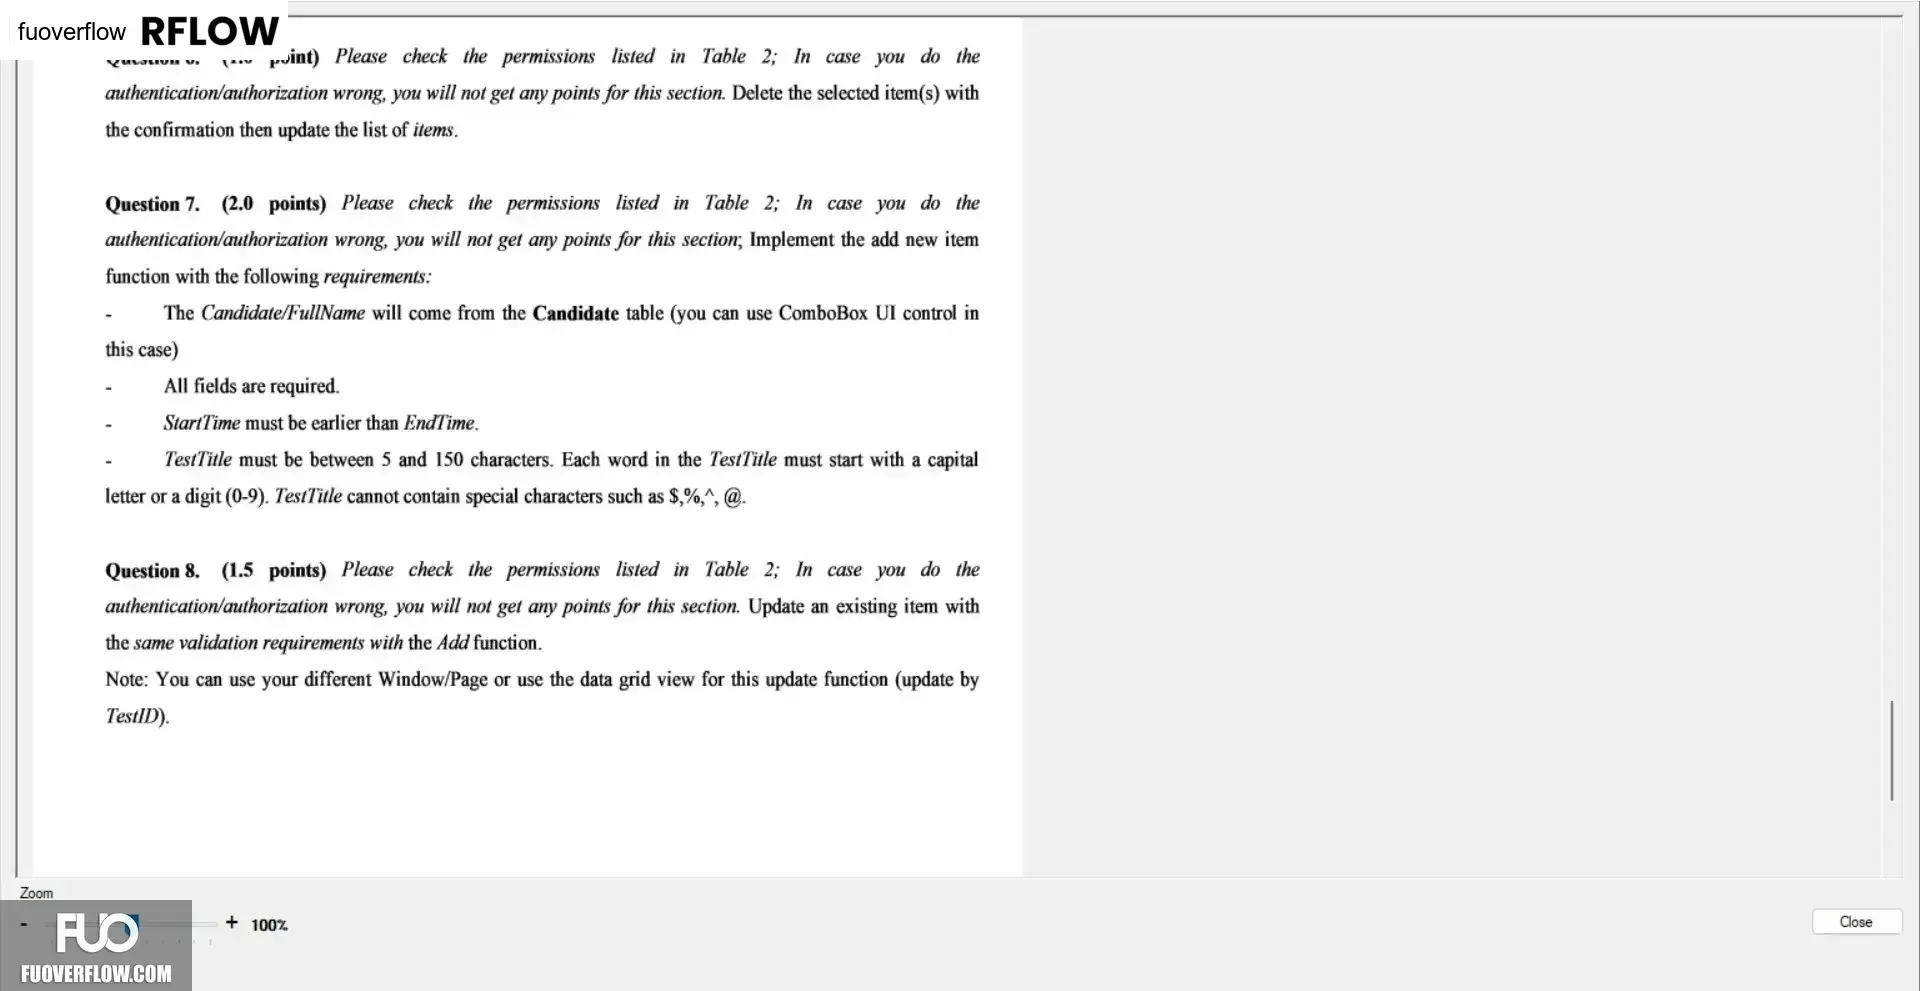 fuoverflow RFLOW
point) Please check the permissions listed in Table 2; In case you do the
authentication/authorization wrong, you will not get any points for this section. Delete the selected item(s) with
the confirmation then update the list of items.
Question 7. (2.0 points) Please check the permissions listed in Table 2; In case you do the
authentication/authorization wrong, you will not get any points for this section; Implement the add new item
function with the following requirements:
- The Candidate/FullName will come from the Candidate table (you can use ComboBox UI control in
this case)
- All fields are required.
- StartTime must be earlier than EndTime.
- TestTitle must be between 5 and 150 characters. Each word in the TestTitle must start with a capital
letter or a digit (0-9). TestTitle cannot contain special characters such as $,%,^, @.
Question 8. (1.5 points) Please check the permissions listed in Table 2; In case you do the
authentication/authorization wrong, you will not get any points for this section. Update an existing item with
the same validation requirements with the Add function.
Note: You can use your different Window/Page or use the data grid view for this update function (update by
TestID).
Zoom
- + 100%
Close
FUO
FUOVERFLOW.COM